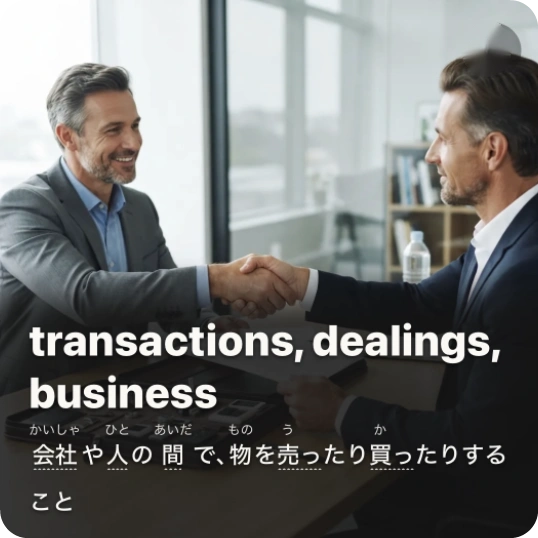 transactions, dealings,
business
かいしゃ ひと あいだ もの う か
会社や人の間で、物を売ったり買ったりする
こと